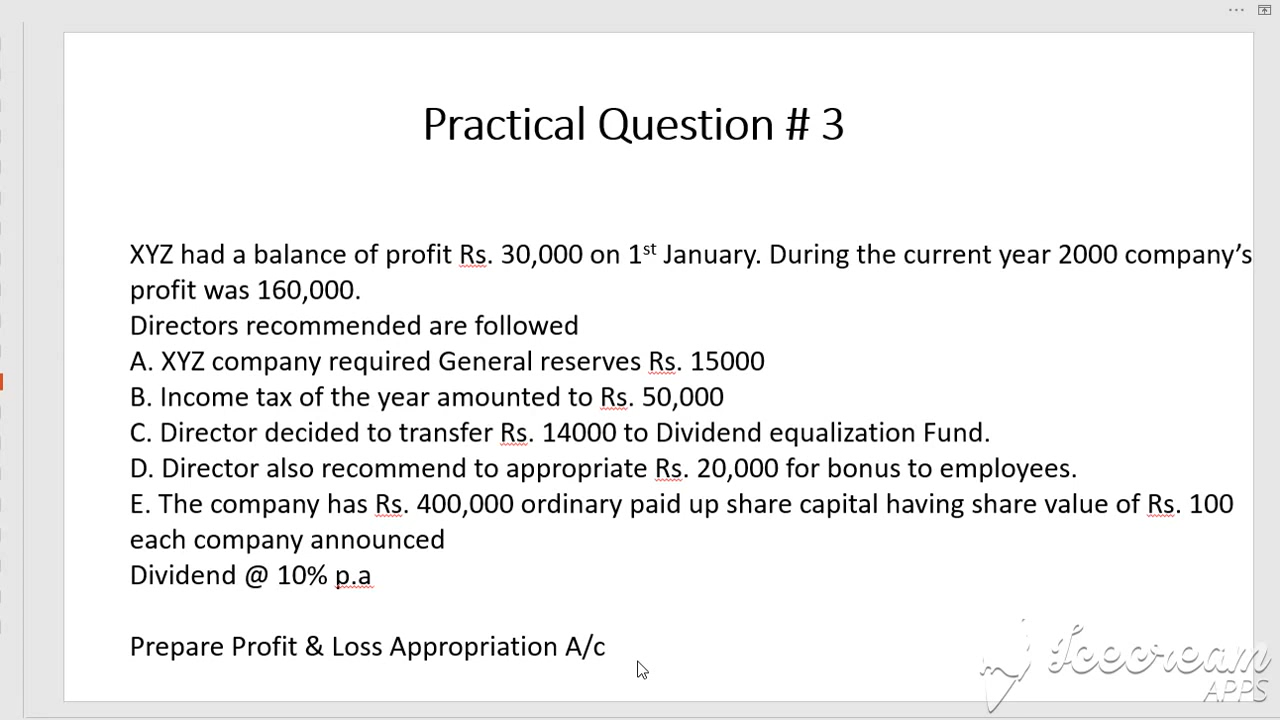 Practical Question # 3
XYZ had a balance of profit Rs. 30,000 on 1st January. During the current year 2000 company’s
profit was 160,000.
Directors recommended are followed
A. XYZ company required General reserves Rs. 15000
B. Income tax of the year amounted to Rs. 50,000
C. Director decided to transfer Rs. 14000 to Dividend equalization Fund.
D. Director also recommend to appropriate Rs. 20,000 for bonus to employees.
E. The company has Rs. 400,000 ordinary paid up share capital having share value of Rs. 100
each company announced
Dividend @ 10% p.a
Prepare Profit & Loss Appropriation A/c
Icecream
APPS